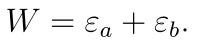 W = ε_a + ε_b.